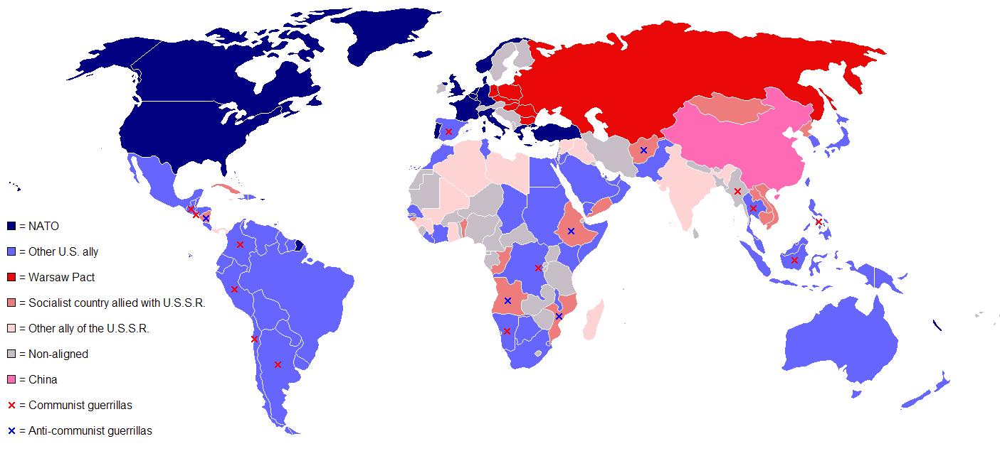 = NATO
= Other U.S. ally
= Warsaw Pact
= Socialist country allied with U.S.S.R.
= Other ally of the U.S.S.R.
= Non-aligned
= China
= Communist guerrillas
= Anti-communist guerrillas